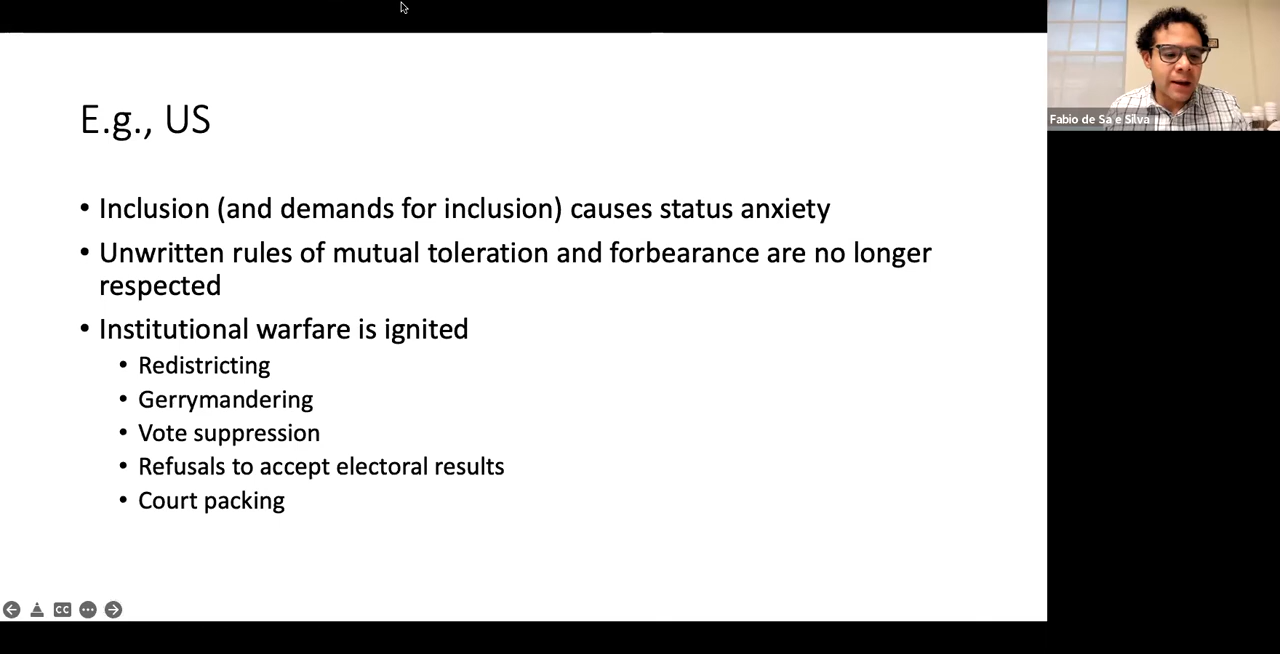 E.g., US
• Inclusion (and demands for inclusion) causes status anxiety
• Unwritten rules of mutual toleration and forbearance are no longer
respected
• Institutional warfare is ignited
• Redistricting
• Gerrymandering
• Vote suppression
• Refusals to accept electoral results
• Court packing
Fabio de Sa e Silva
CC